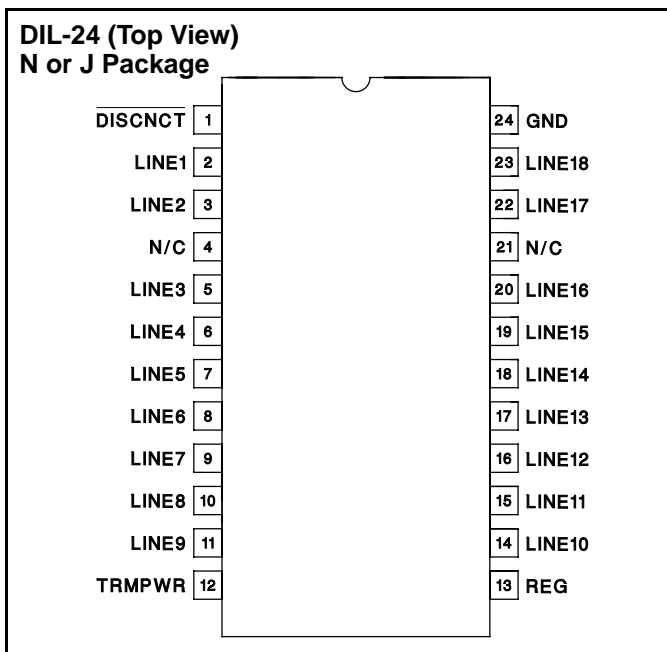 DIL-24 (Top View)
N or J Package
DISCNCT 1 24 GND
LINE1 2 23 LINE18
LINE2 3 22 LINE17
N/C 4 21 N/C
LINE3 5 20 LINE16
LINE4 6 19 LINE15
LINE5 7 18 LINE14
LINE6 8 17 LINE13
LINE7 9 16 LINE12
LINE8 10 15 LINE11
LINE9 11 14 LINE10
TRMPWR 12 13 REG